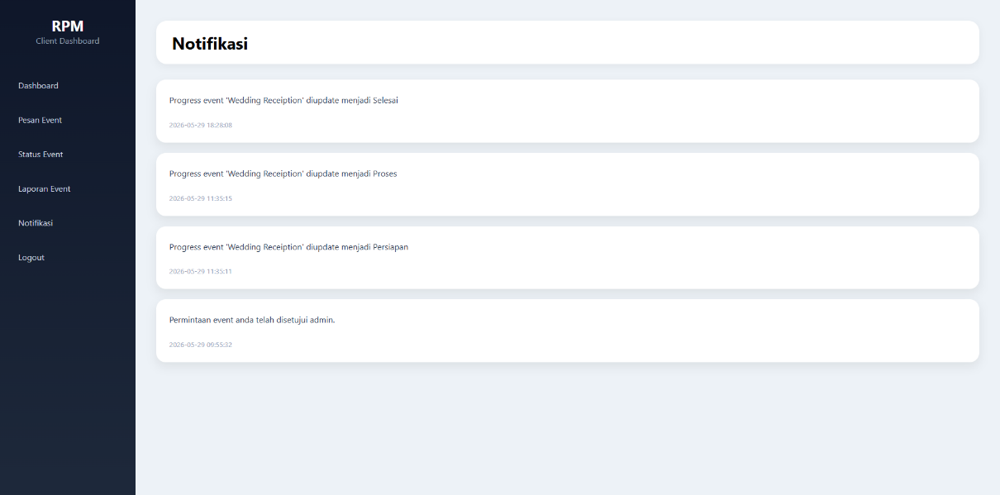 RPM
Client Dashboard
Dashboard
Pesan Event
Status Event
Laporan Event
Notifikasi
Logout
Notifikasi
Progress event 'Wedding Receiption' diupdate menjadi Selesai
2026-05-29 18:28:08
Progress event 'Wedding Receiption' diupdate menjadi Proses
2026-05-29 11:35:15
Progress event 'Wedding Receiption' diupdate menjadi Persiapan
2026-05-29 11:35:11
Permintaan event anda telah disetujui admin.
2026-05-29 09:55:32